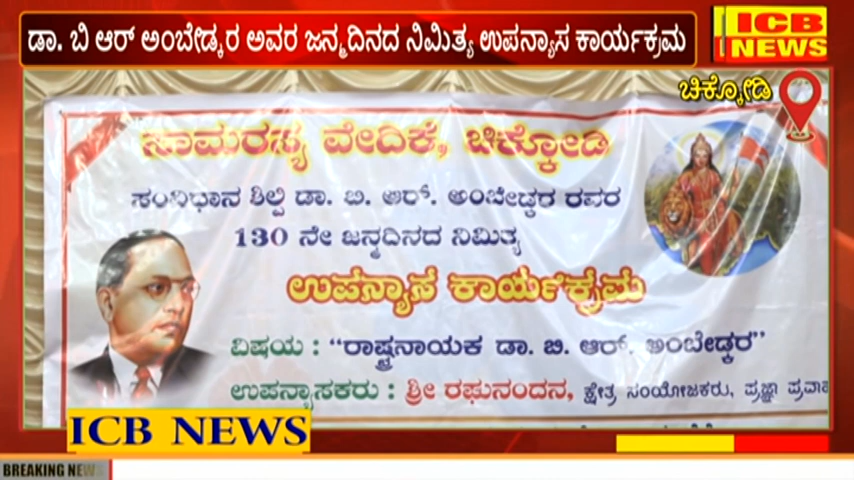 ಡಾ. ಬಿ ಆರ್ ಅಂಬೇಡ್ಕರ ಅವರ ಜನ್ಮದಿನದ ನಿಮಿತ್ಯ ಉಪನ್ಯಾಸ ಕಾರ್ಯಕ್ರಮ
ICB
NEWS
ಚಿಕ್ಕೋಡಿ
ಸಾಮರಸ್ಯ ವೇದಿಕೆ, ಚಿಕ್ಕೋಡಿ
ಸಂವಿಧಾನ ಶಿಲ್ಪಿ ಡಾ. ಬಿ. ಆರ್. ಅಂಬೇಡ್ಕರ ರವರ
130 ನೇ ಜನ್ಮದಿನದ ನಿಮಿತ್ಯ
ಉಪನ್ಯಾಸ ಕಾರ್ಯಕ್ರಮ
ವಿಷಯ : "ರಾಷ್ಟ್ರನಾಯಕ ಡಾ. ಬಿ. ಆರ್. ಅಂಬೇಡ್ಕರ"
ಉಪನ್ಯಾಸಕರು : ಶ್ರೀ ರಘುನಂದನ, ಕ್ಷೇತ್ರ ಸಂಯೋಜಕರು, ಪ್ರಜ್ಞಾ ಪ್ರವಾಹ
ICB NEWS
BREAKING NEWS